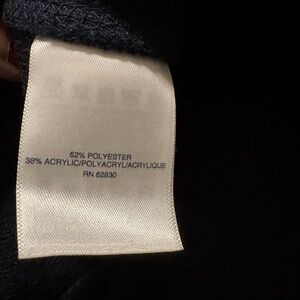 62% POLYESTER
38% ACRYLIC/POLYACRYL/ACRYLIQUE
RN 62830